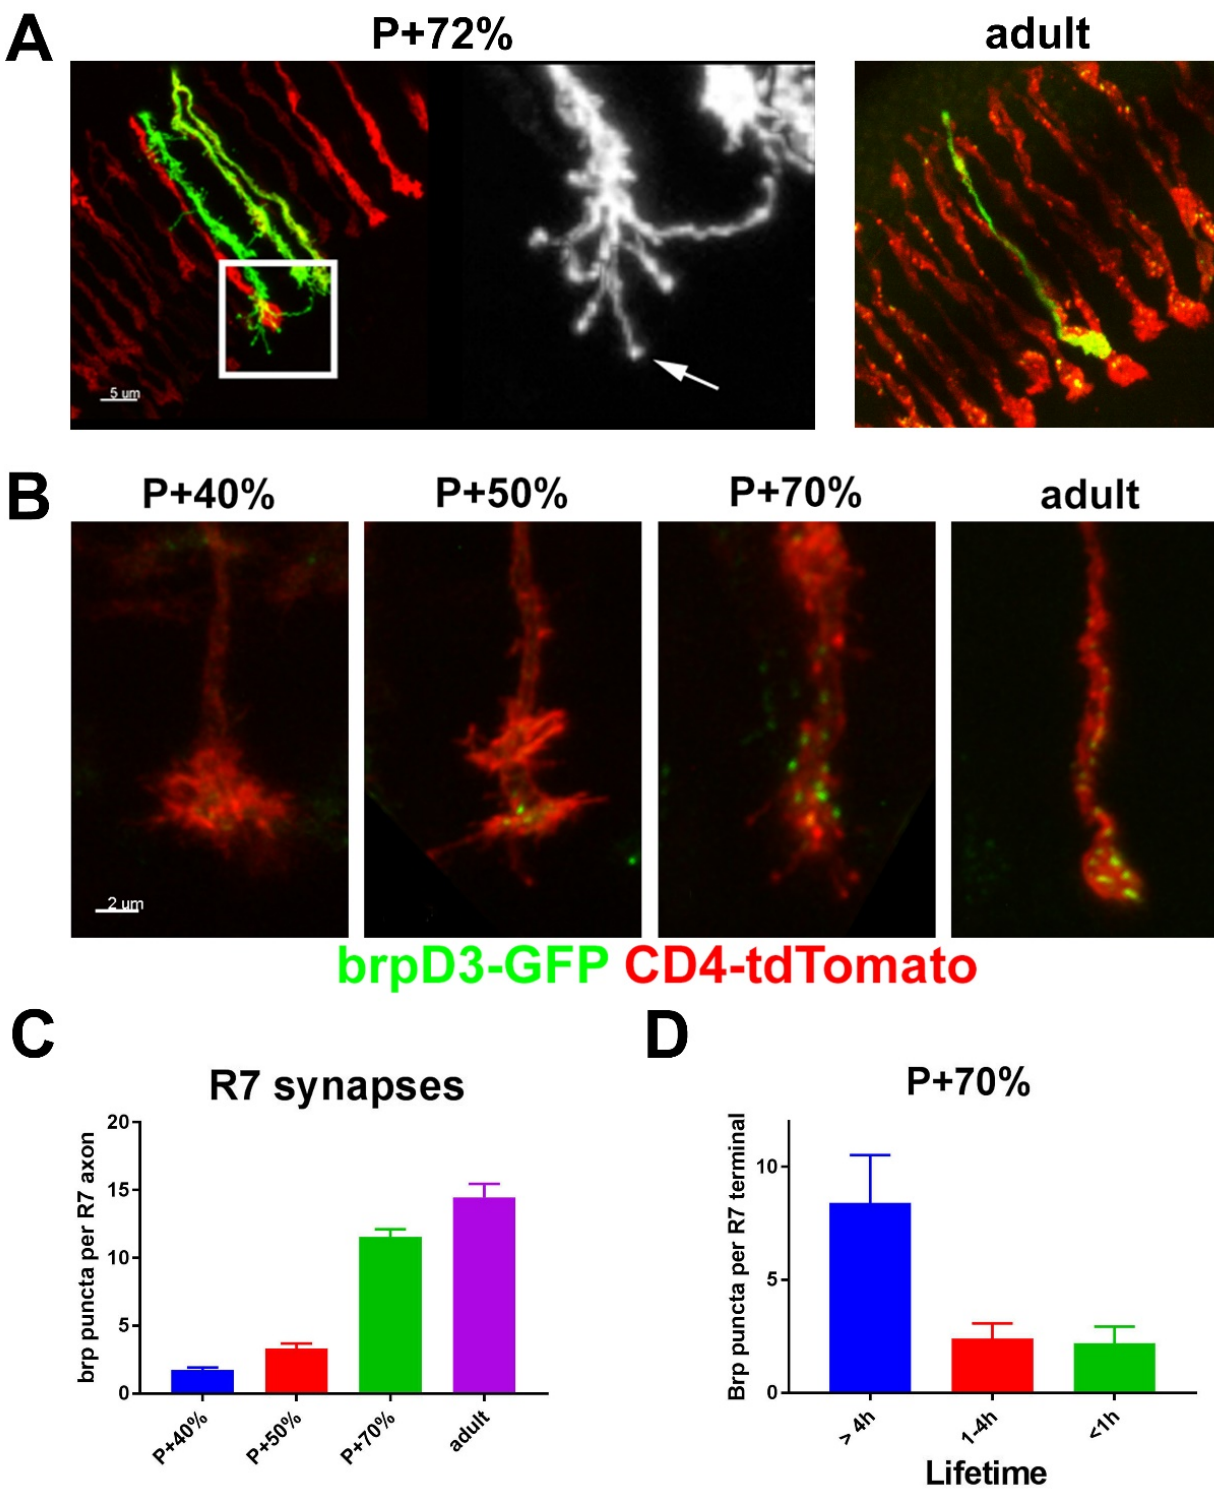 A
P+72%
adult
5 um
B
P+40%
P+50%
P+70%
adult
2 um
brpD3-GFP CD4-tdTomato
C
R7 synapses
brp puncta per R7 axon
20
15
10
5
0
P+40%
P+50%
P+70%
adult
D
P+70%
Brp puncta per R7 terminal
10
5
0
> 4h
1-4h
<1h
Lifetime